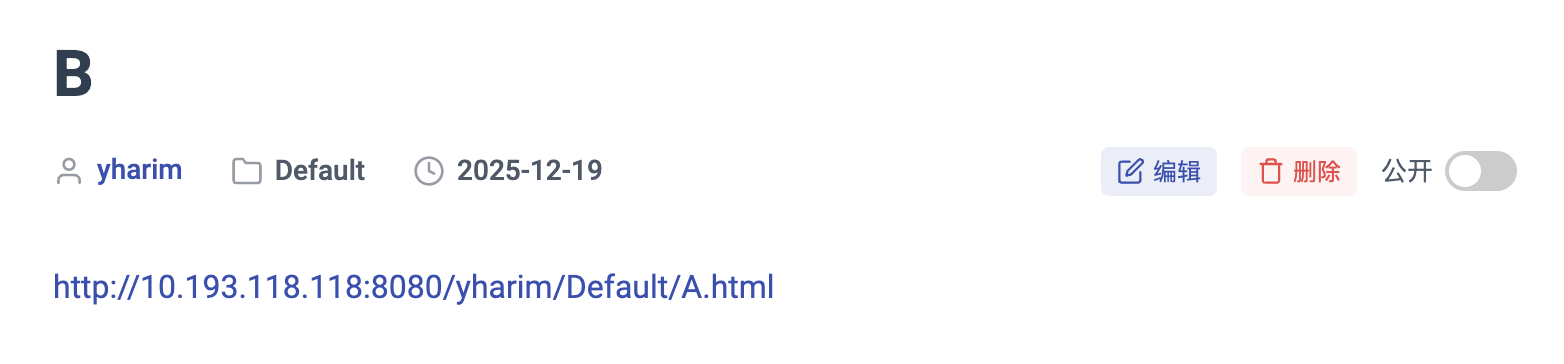 B
yharim Default 2025-12-19 编辑 删除 公开
http://10.193.118.118:8080/yharim/Default/A.html